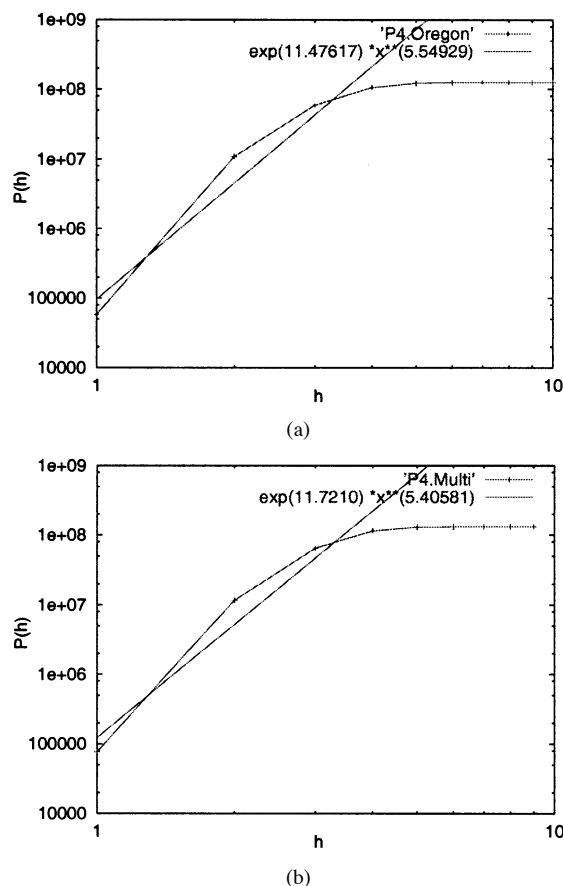 1e+09
'P4.Oregon'
exp(11.47617) *x**(5.54929)
1e+08
1e+07
P(h)
1e+06
100000
10000
1 10
h
(a)
1e+09
'P4.Multi'
exp(11.7210) *x**(5.40581)
1e+08
1e+07
P(h)
1e+06
100000
10000
1 10
h
(b)